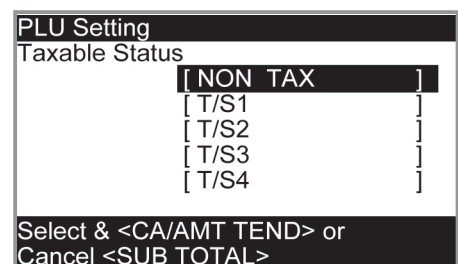 PLU Setting
Taxable Status
[ NON TAX ]
[ T/S1 ]
[ T/S2 ]
[ T/S3 ]
[ T/S4 ]
Select & <CA/AMT TEND> or
Cancel <SUB TOTAL>